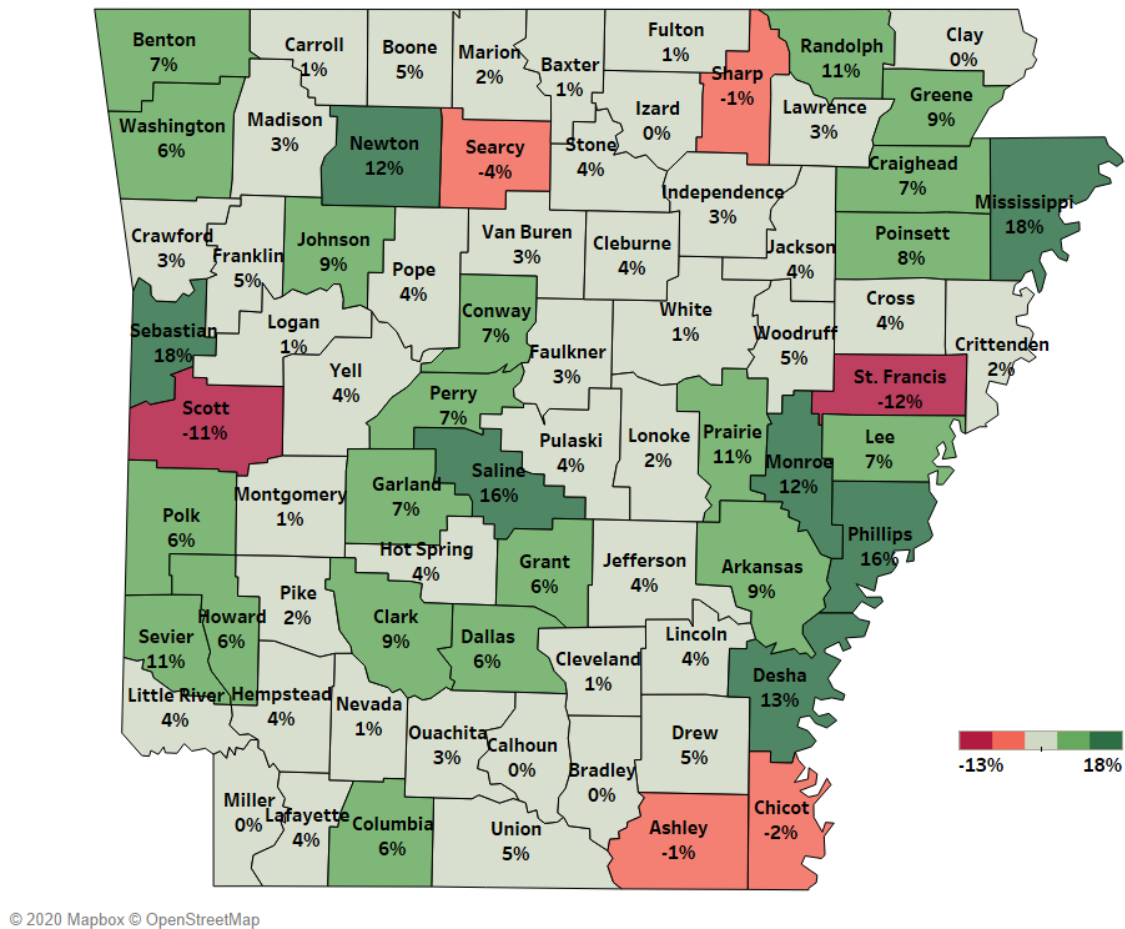 Benton
7%
Carroll
1%
Boone
5%
Marion
2%
Baxter
1%
Fulton
1%
Sharp
-1%
Randolph
11%
Clay
0%
Greene
9%
Washington
6%
Madison
3%
Newton
12%
Searcy
-4%
Stone
4%
Izard
0%
Lawrence
3%
Craighead
7%
Mississippi
18%
Crawford
3%
Franklin
5%
Johnson
9%
Pope
4%
Van Buren
3%
Cleburne
4%
Independence
3%
Jackson
4%
Poinsett
8%
Sebastian
18%
Logan
1%
Conway
7%
Faulkner
3%
White
1%
Woodruff
5%
Cross
4%
Crittenden
2%
Scott
-11%
Yell
4%
Perry
7%
Pulaski
4%
Lonoke
2%
Prairie
11%
Monroe
12%
St. Francis
-12%
Lee
7%
Polk
6%
Montgomery
1%
Garland
7%
Saline
16%
Phillips
16%
Hot Spring
4%
Grant
6%
Jefferson
4%
Arkansas
9%
Sevier
11%
Howard
6%
Pike
2%
Clark
9%
Dallas
6%
Cleveland
1%
Lincoln
4%
Desha
13%
Little River
4%
Hempstead
4%
Nevada
1%
Ouachita
3%
Calhoun
0%
Bradley
0%
Drew
5%
Miller
0%
Lafayette
4%
Columbia
6%
Union
5%
Ashley
-1%
Chicot
-2%
-13% 18%
© 2020 Mapbox © OpenStreetMap